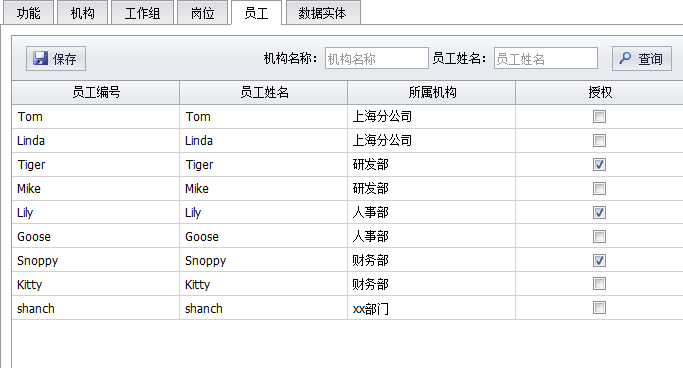 功能 机构 工作组 岗位 员工 数据实体
保存 机构名称： 机构名称 员工姓名： 员工姓名 查询
员工编号 员工姓名 所属机构 授权
Tom Tom 上海分公司
Linda Linda 上海分公司
Tiger Tiger 研发部
Mike Mike 研发部
Lily Lily 人事部
Goose Goose 人事部
Snoppy Snoppy 财务部
Kitty Kitty 财务部
shanch shanch xx部门